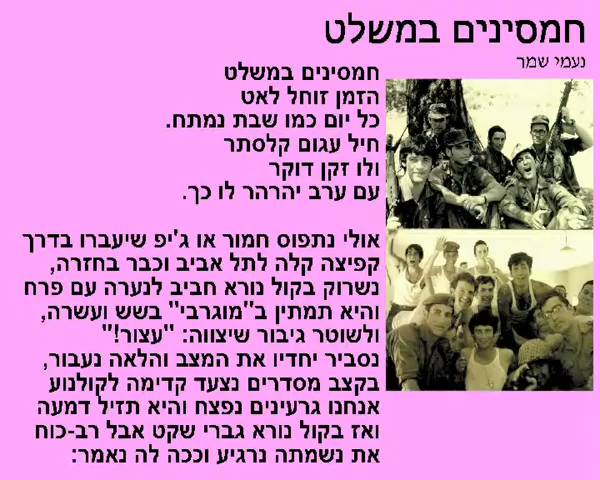 חמסינים במשלט
נעמי שמר
חמסינים במשלט
הזמן זוחל לאט
כל יום כמו שבת נמתח.
חיל עגום קלסתר
ולו זקן דוקר
עם ערב יהרהר לו כך.
אולי נתפוס חמור או ג'יפ שיעברו בדרך
קפיצה קלה לתל אביב וכבר בחזרה,
נשרוק בקול נורא חביב לנערה עם פרח
והיא תמתין ב"מוגרבי" בשש ועשרה,
ולשוטר גיבור שיצווה: "עצור!"
נסביר יחדיו את המצב והלאה נעבור,
בקצב מסדרים נצעד קדימה לקולנוע
אנחנו גרעינים נפצח והיא תזיל דמעה
ואז בקול נורא גברי שקט אבל רב-כוח
את נשמתה נרגיע וככה לה נאמר: